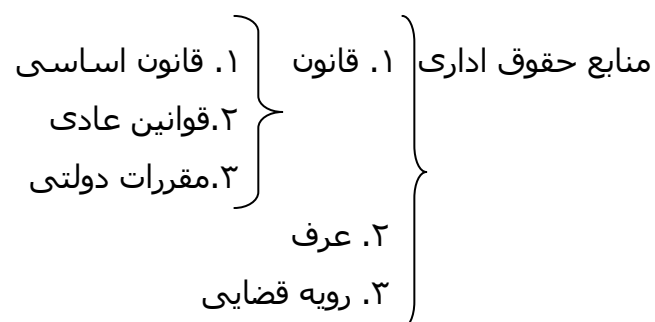 منابع حقوق اداری ۱. قانون ۱. قانون اساسی
۲.قوانین عادی
۳.مقررات دولتی
۲. عرف
۳. رویه قضایی